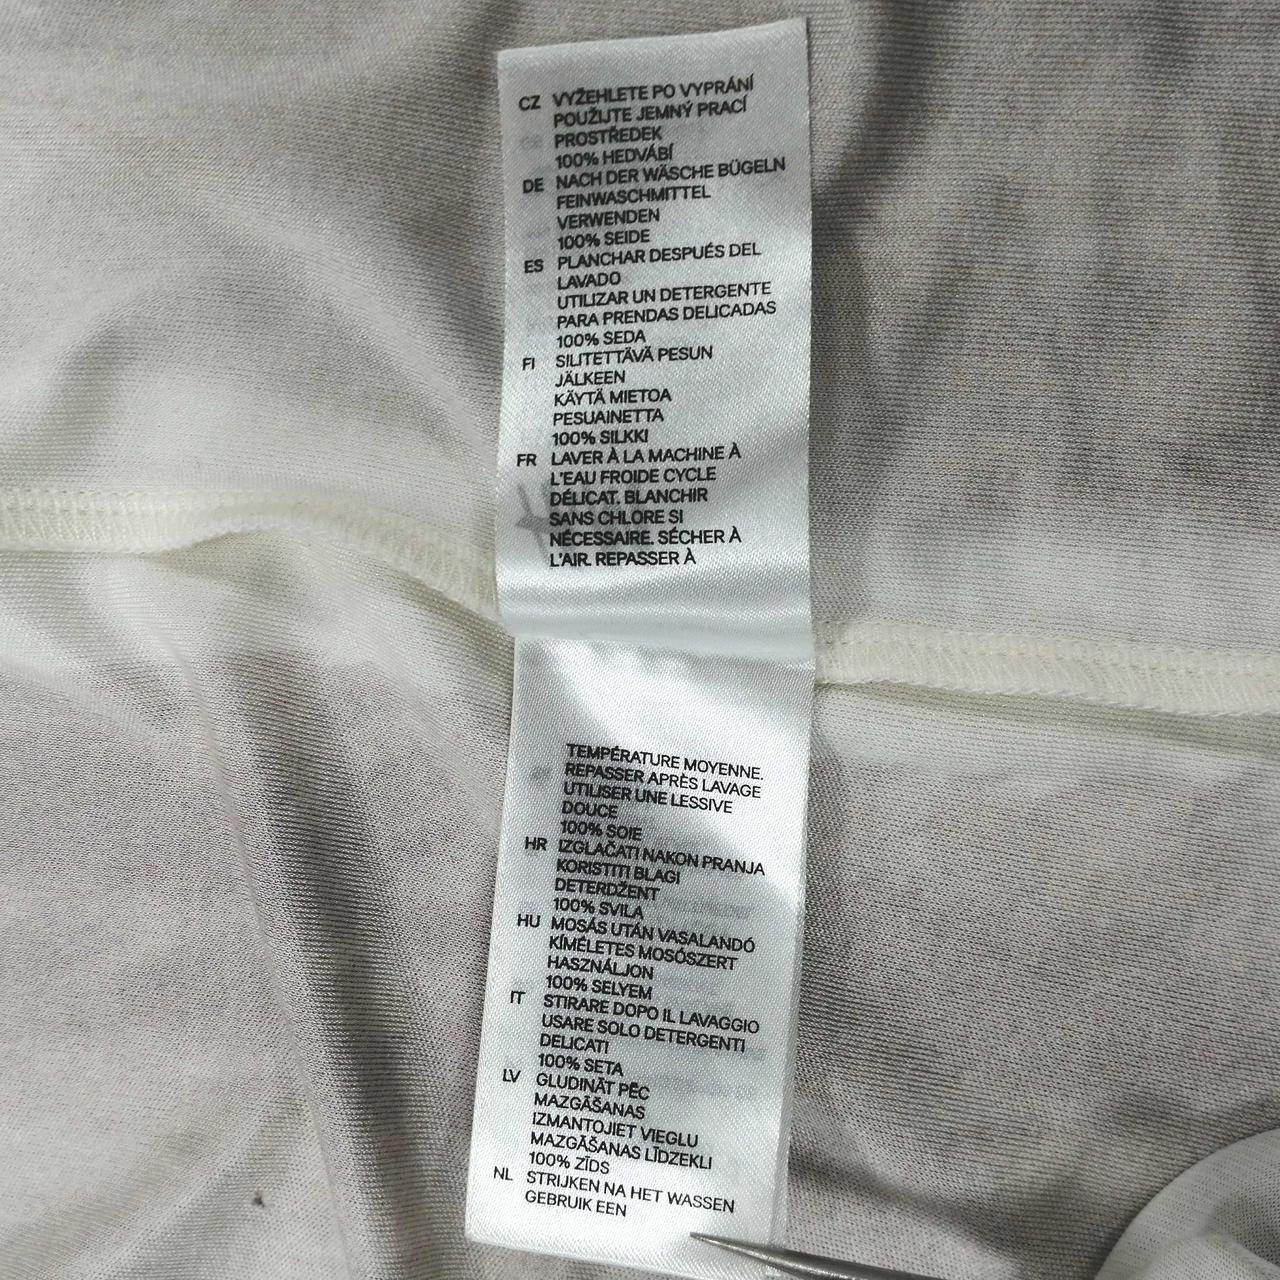 CZ VYŽEHLETE PO VYPRÁNÍ
POUŽIJTE JEMNÝ PRACÍ
PROSTŘEDEK
100% HEDVÁBÍ
DE NACH DER WÄSCHE BÜGELN
FEINWASCHMITTEL
VERWENDEN
100% SEIDE
ES PLANCHAR DESPUÉS DEL
LAVADO
UTILIZAR UN DETERGENTE
PARA PRENDAS DELICADAS
100% SEDA
FI SILITETTÄVÄ PESUN
JÄLKEEN
KÄYTÄ MIETOA
PESUAINETTA
100% SILKKI
FR LAVER À LA MACHINE À
L'EAU FROIDE CYCLE
DÉLICAT. BLANCHIR
SANS CHLORE SI
NÉCESSAIRE. SÉCHER À
L'AIR. REPASSER À
TEMPÉRATURE MOYENNE.
REPASSER APRÈS LAVAGE
UTILISER UNE LESSIVE
DOUCE
100% SOIE
HR IZGLAČATI NAKON PRANJA
KORISTITI BLAGI
DETERDŽENT
100% SVILA
HU MOSÁS UTÁN VASALANDÓ
KÍMÉLETES MOSÓSZERT
HASZNÁLJON
100% SELYEM
IT STIRARE DOPO IL LAVAGGIO
USARE SOLO DETERGENTI
DELICATI
100% SETA
LV GLUDINĀT PĒC
MAZGĀŠANAS
IZMANTOJIET VIEGLU
MAZGĀŠANAS LĪDZEKLI
100% ZĪDS
NL STRIJKEN NA HET WASSEN
GEBRUIK EEN